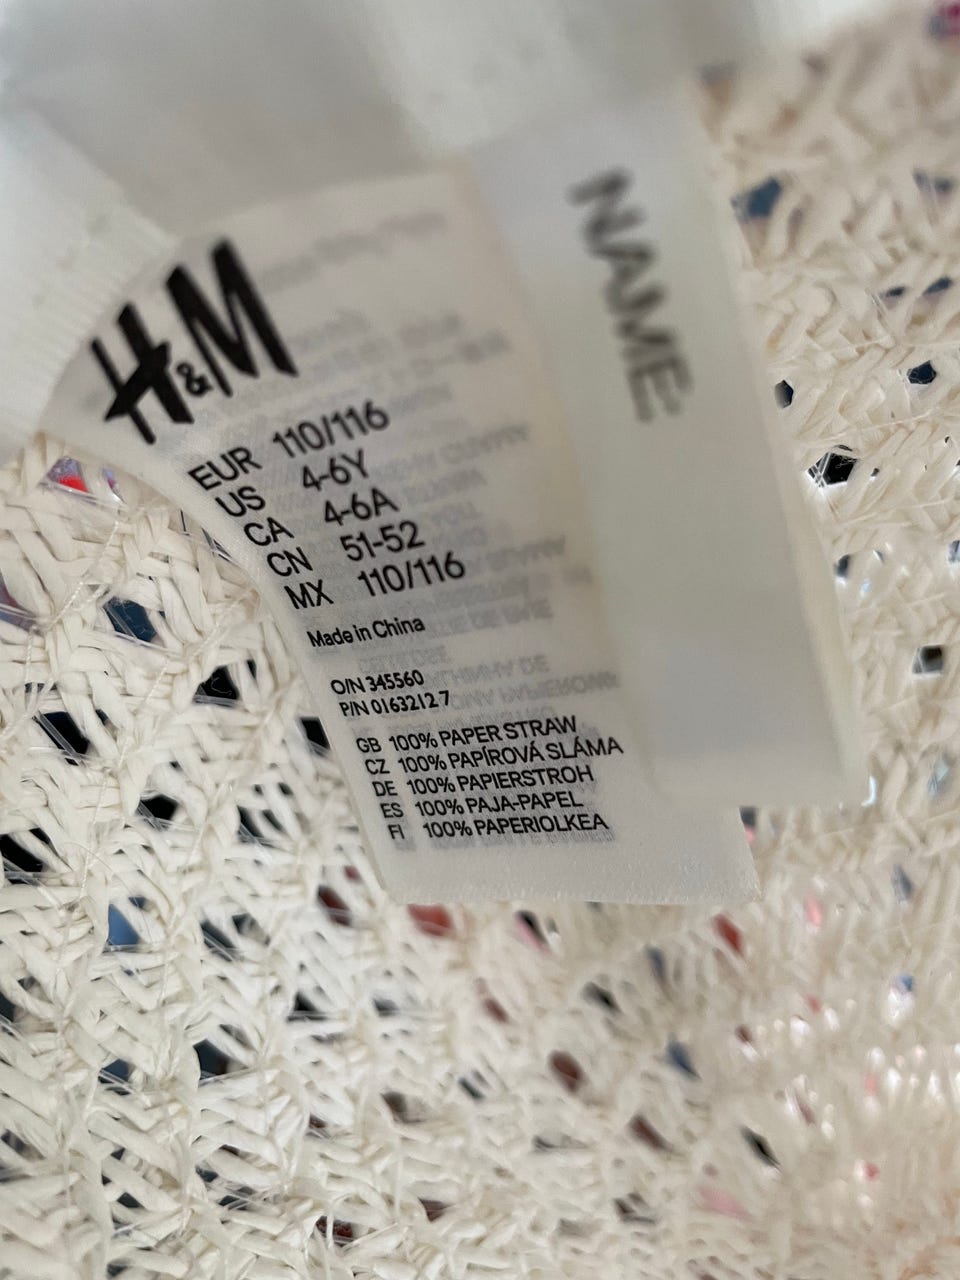 H&M
EUR 110/116
US 4-6Y
CA 4-6A
CN 51-52
MX 110/116
Made in China
O/N 345560
P/N 0163212 7
GB 100% PAPER STRAW
CZ 100% PAPÍROVÁ SLÁMA
DE 100% PAPIERSTROH
ES 100% PAJA-PAPEL
FI 100% PAPERIOLKEA
NAME